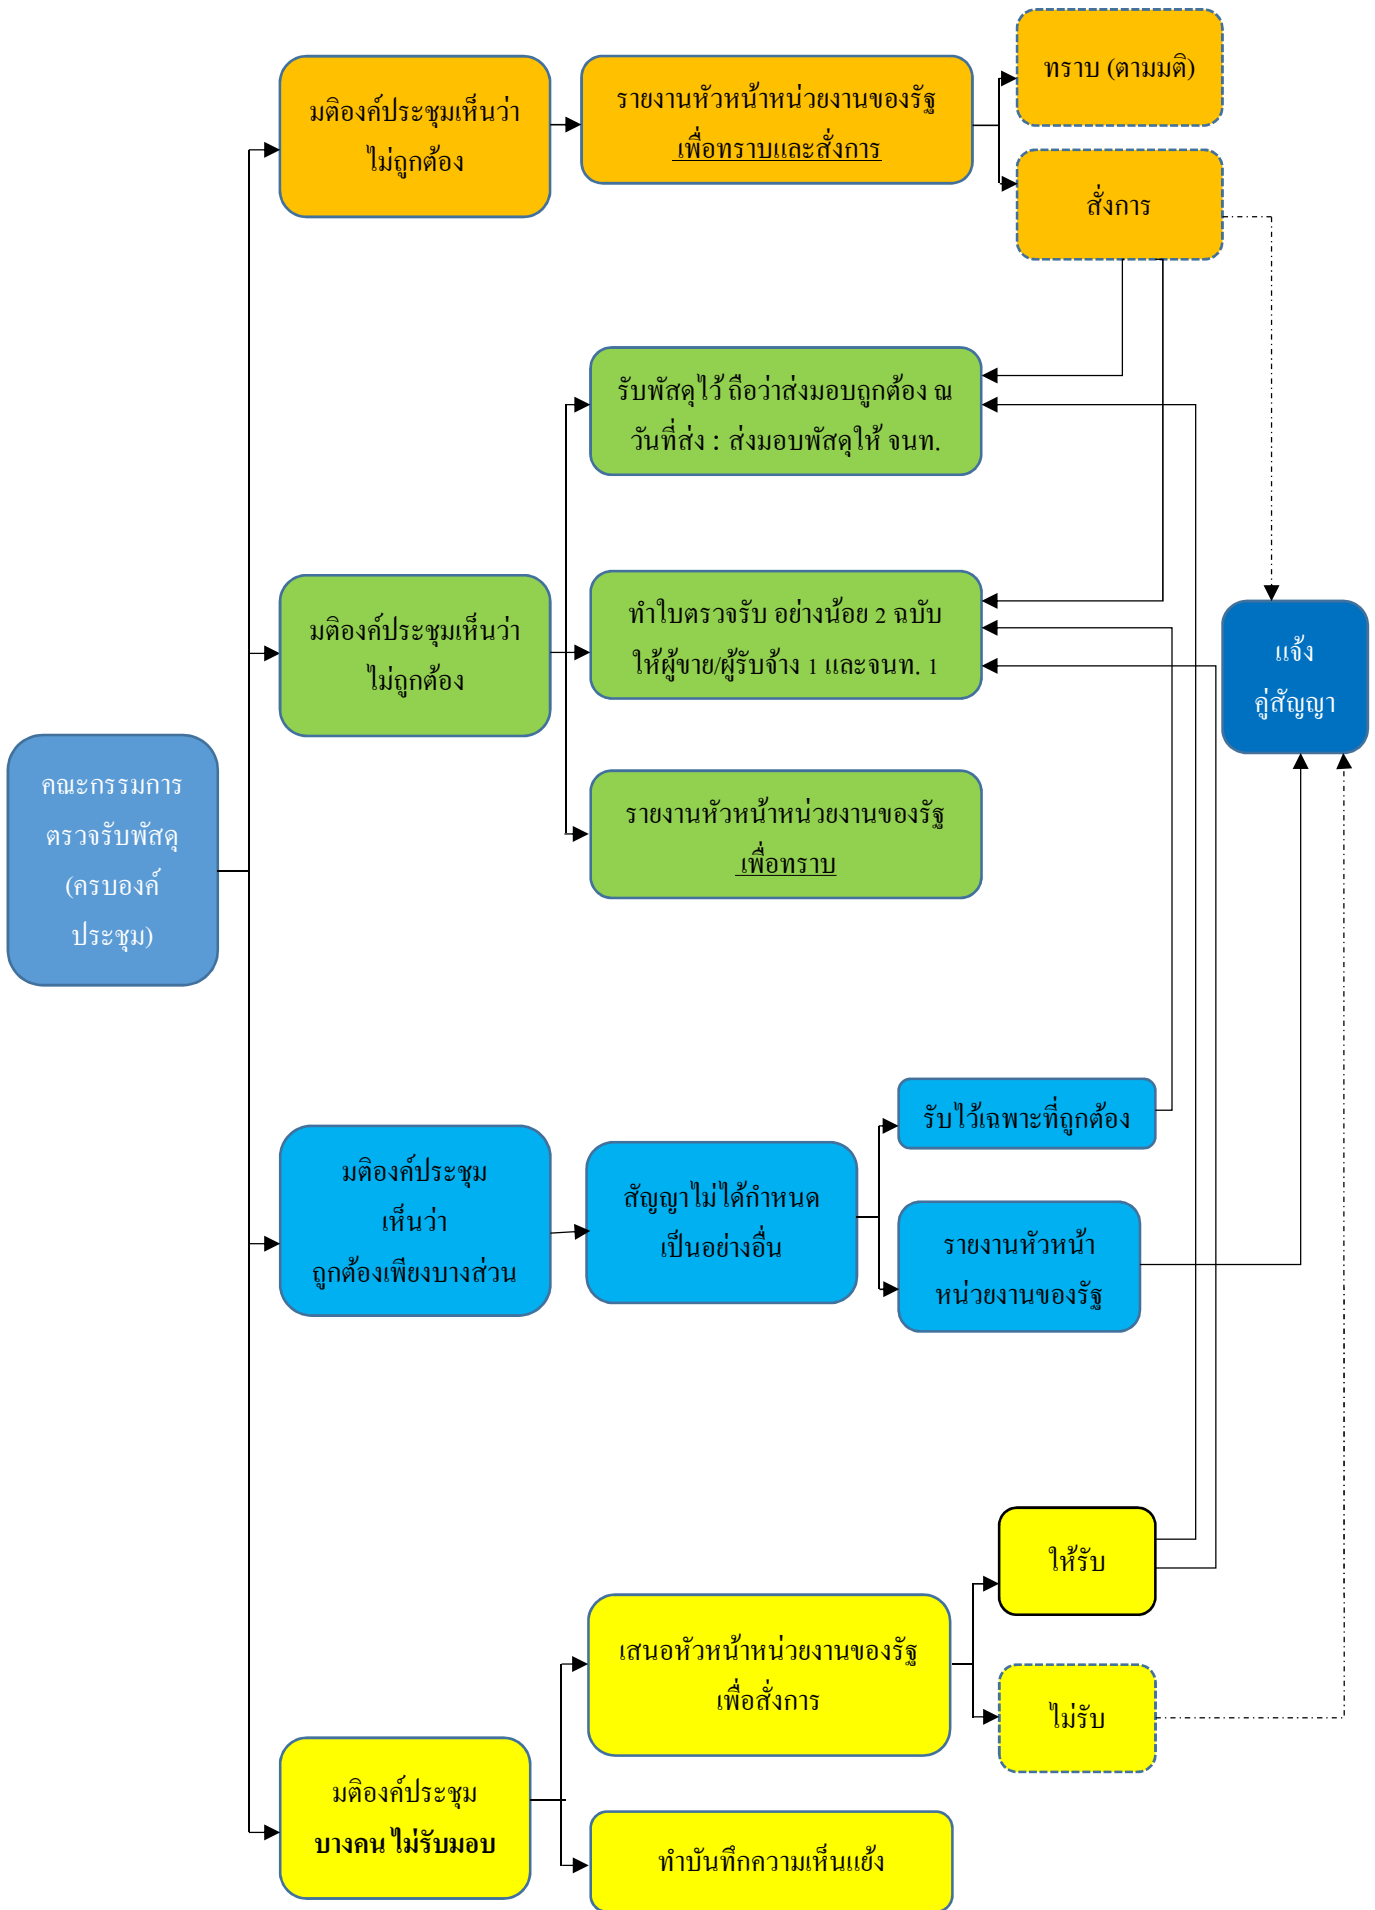 ทราบ (ตามมติ)
มติองค์ประชุมเห็นว่า
ไม่ถูกต้อง
รายงานหัวหน้าหน่วยงานของรัฐ
เพื่อทราบและสั่งการ
สั่งการ
รับพัสดุไว้ ถือว่าส่งมอบถูกต้อง ณ
วันที่ส่ง : ส่งมอบพัสดุให้ จนท.
มติองค์ประชุมเห็นว่า
ไม่ถูกต้อง
ทำใบตรวจรับ อย่างน้อย 2 ฉบับ
ให้ผู้ขาย/ผู้รับจ้าง 1 และจนท. 1
แจ้ง
คู่สัญญา
รายงานหัวหน้าหน่วยงานของรัฐ
เพื่อทราบ
คณะกรรมการ
ตรวจรับพัสดุ
(ครบองค์
ประชุม)
มติองค์ประชุม
เห็นว่า
ถูกต้องเพียงบางส่วน
สัญญาไม่ได้กำหนด
เป็นอย่างอื่น
รับไว้เฉพาะที่ถูกต้อง
รายงานหัวหน้า
หน่วยงานของรัฐ
ให้รับ
เสนอหัวหน้าหน่วยงานของรัฐ
เพื่อสั่งการ
ไม่รับ
มติองค์ประชุม
บางคน ไม่รับมอบ
ทำบันทึกความเห็นแย้ง